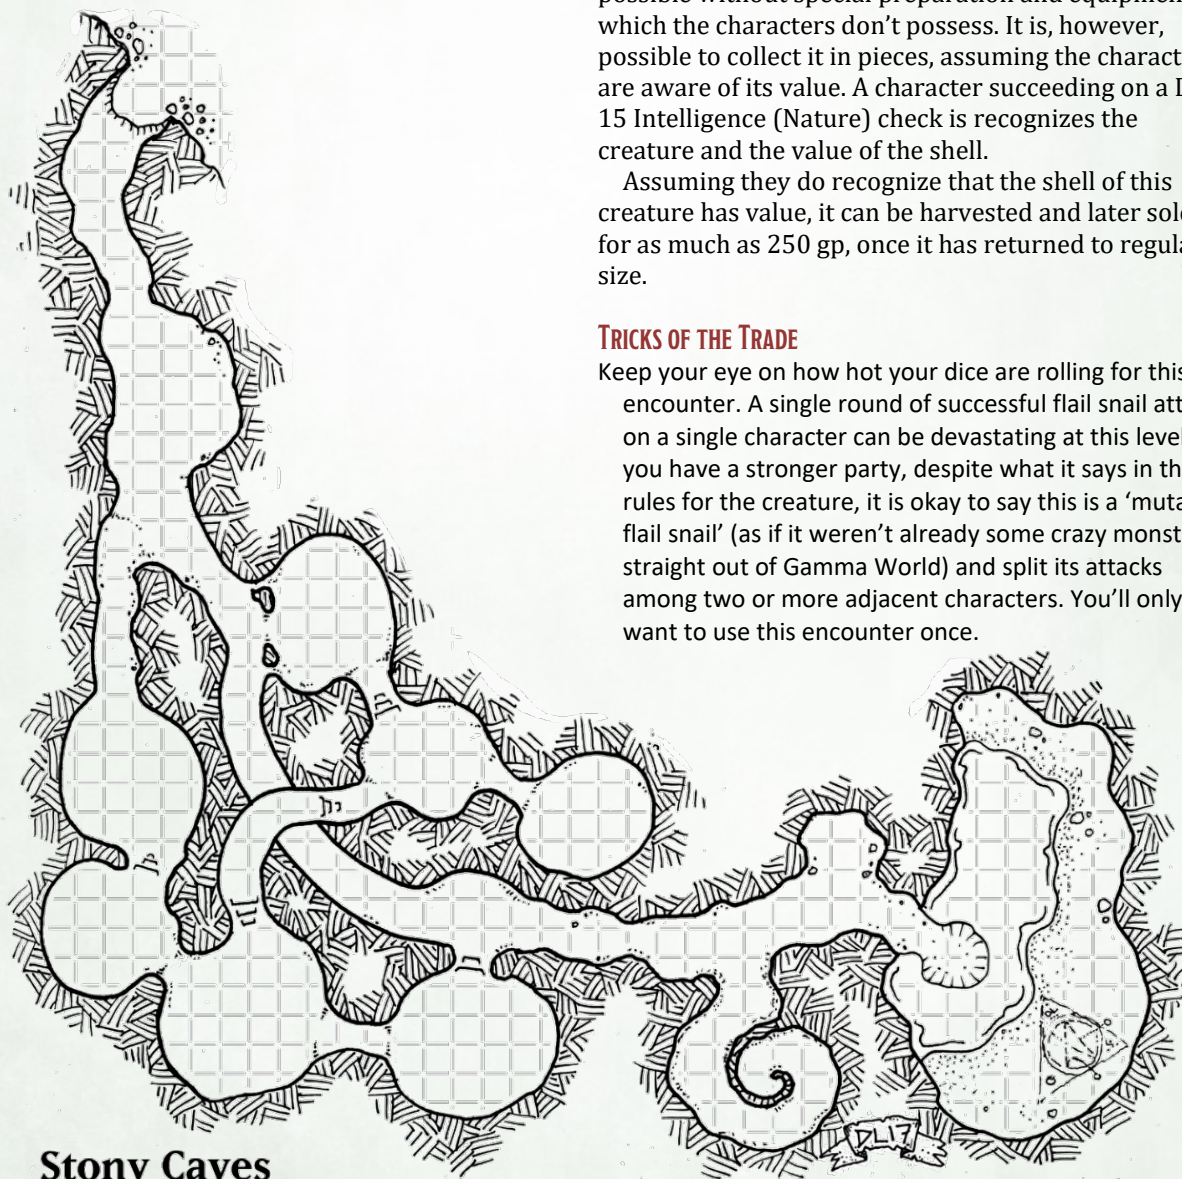 possible without special preparation and equipmen
which the characters don't possess. It is, however,
possible to collect it in pieces, assuming the charact
are aware of its value. A character succeeding on a D
15 Intelligence (Nature) check is recognizes the
creature and the value of the shell.
Assuming they do recognize that the shell of this
creature has value, it can be harvested and later sol
for as much as 250 gp, once it has returned to regula
size.
TRICKS OF THE TRADE
Keep your eye on how hot your dice are rolling for this
encounter. A single round of successful flail snail att
on a single character can be devastating at this level
you have a stronger party, despite what it says in th
rules for the creature, it is okay to say this is a 'muta
flail snail' (as if it weren't already some crazy monst
straight out of Gamma World) and split its attacks
among two or more adjacent characters. You'll only
want to use this encounter once.
Stony Caves